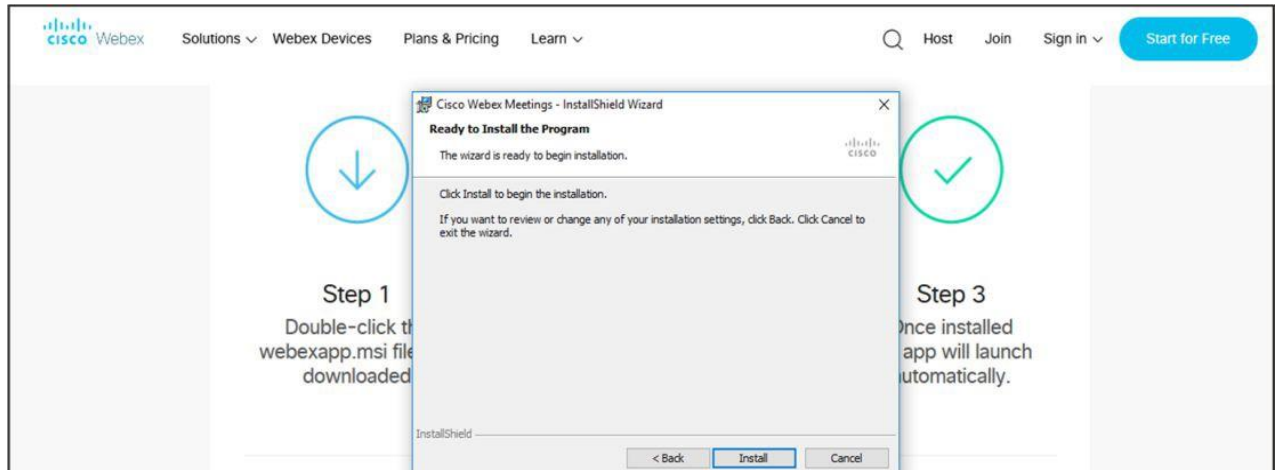 CISCO Webex Solutions Webex Devices Plans & Pricing Learn Host Join Sign in Start for Free
Cisco Webex Meetings - InstallShield Wizard
Ready to Install the Program
The wizard is ready to begin installation.
CISCO
Click Install to begin the installation.
If you want to review or change any of your installation settings, click Back. Click Cancel to
exit the wizard.
InstallShield
< Back Install Cancel
Step 1
Double-click
webexapp.msi
downloaded
Step 3
installed
app will launch